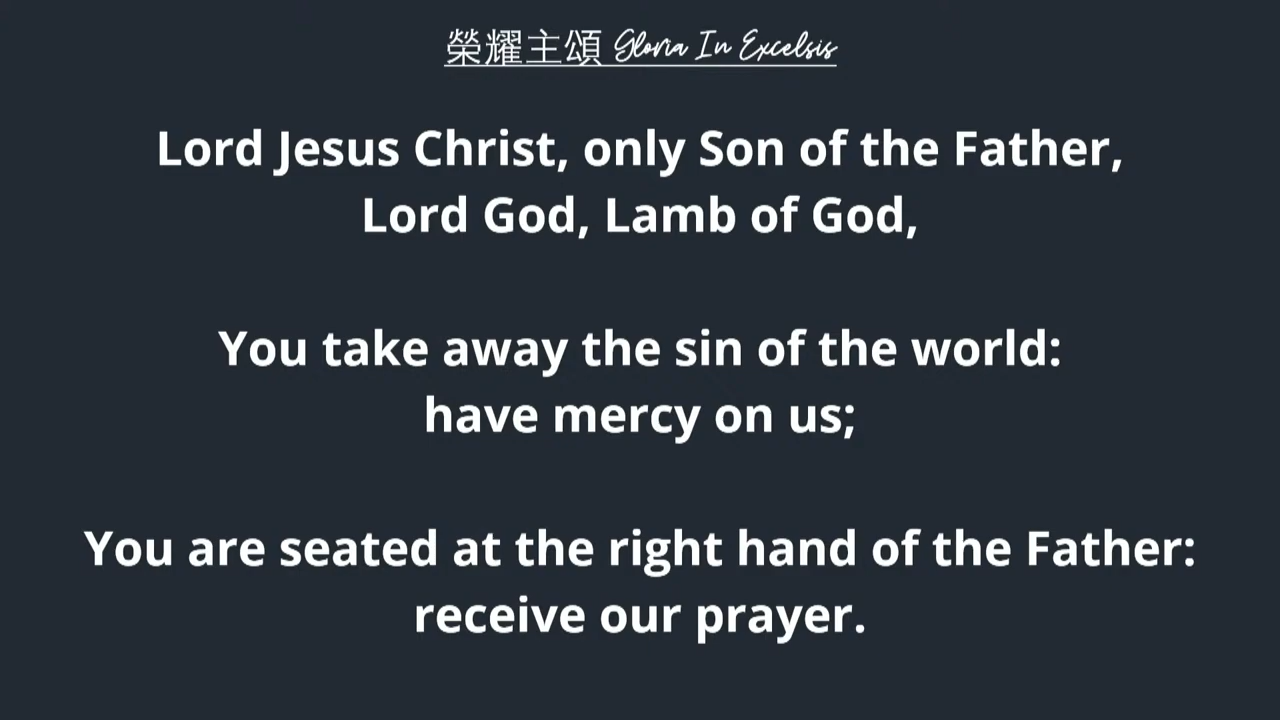 榮耀主頌 Gloria In Excelsis
Lord Jesus Christ, only Son of the Father,
Lord God, Lamb of God,
You take away the sin of the world:
have mercy on us;
You are seated at the right hand of the Father:
receive our prayer.